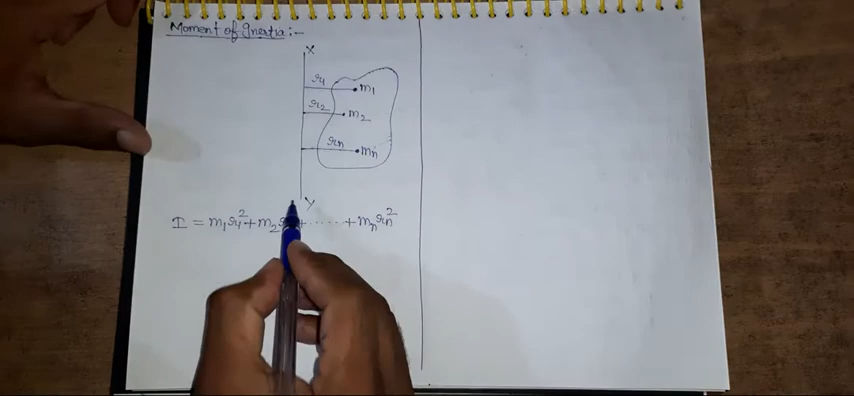 Moment of Inertia:-
X
r1 m1
r2 m2
rn mn
Y
I = m1r1² + m2 + ...... + mnrn²